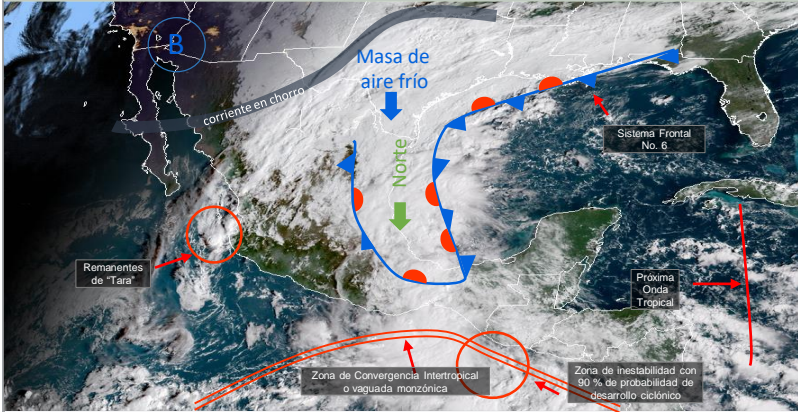 B
Masa de
aire frío
corriente en chorro
Sistema Frontal
No. 6
Norte
Remanentes
de “Tara”
Próxima
Onda
Tropical
Zona de Convergencia Intertropical
o vaguada monzónica
Zona de inestabilidad con
90 % de probabilidad de
desarrollo ciclónico